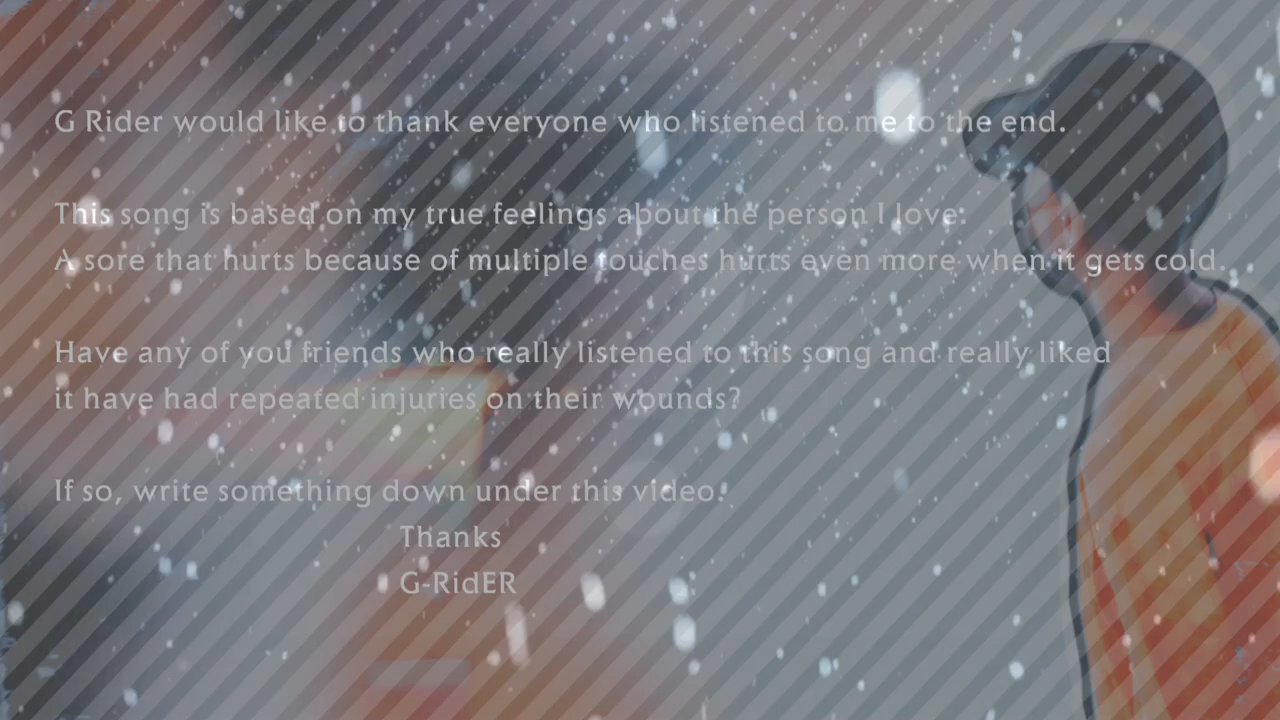 G Rider would like to thank everyone who listened to me to the end.
This song is based on my true feelings about the person I love:
A sore that hurts because of multiple touches hurts even more when it gets cold.
Have any of you friends who really listened to this song and really liked
it have had repeated injuries on their wounds?
If so, write something down under this video.
Thanks
G-RidER